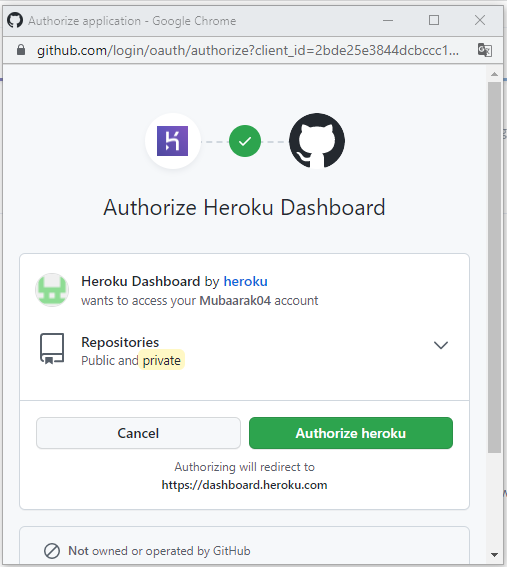 Authorize application - Google Chrome
github.com/login/oauth/authorize?client_id=2bde25e3844dcbccc1...
Authorize Heroku Dashboard
Heroku Dashboard by heroku
wants to access your Mubaarak04 account
Repositories
Public and private
Cancel
Authorize heroku
Authorizing will redirect to
https://dashboard.heroku.com
Not owned or operated by GitHub